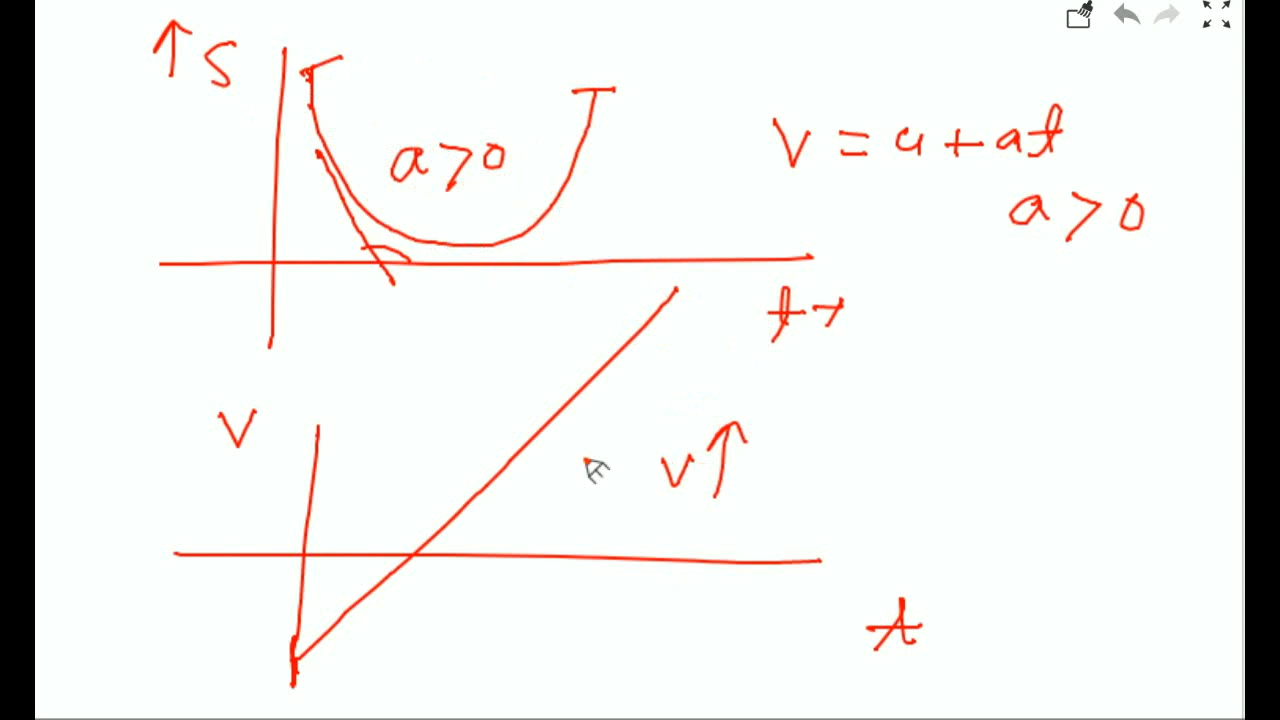 ↑ S
a > 0
V = u + at
a > 0
t →
V
V ↑
t